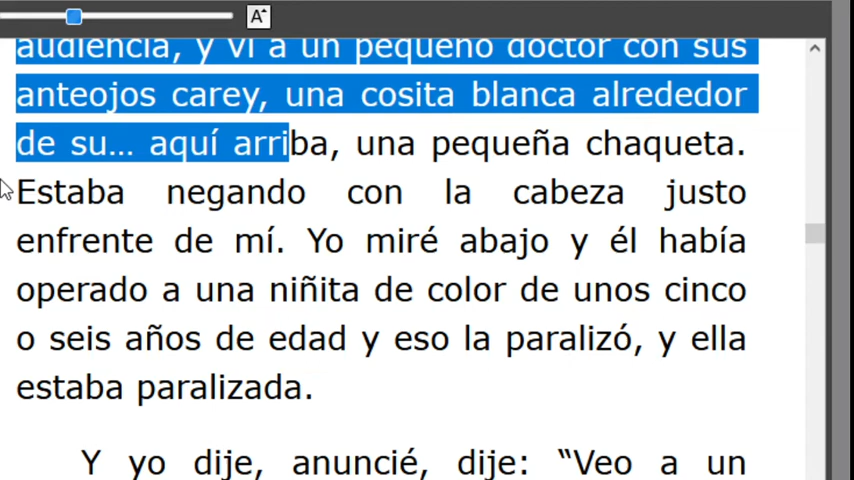 A
audiencia, y vi a un pequeño doctor con sus
anteojos carey, una cosita blanca alrededor
de su... aquí arriba, una pequeña chaqueta.
Estaba negando con la cabeza justo
enfrente de mí. Yo miré abajo y él había
operado a una niñita de color de unos cinco
o seis años de edad y eso la paralizó, y ella
estaba paralizada.
Y yo dije, anuncié, dije: “Veo a un